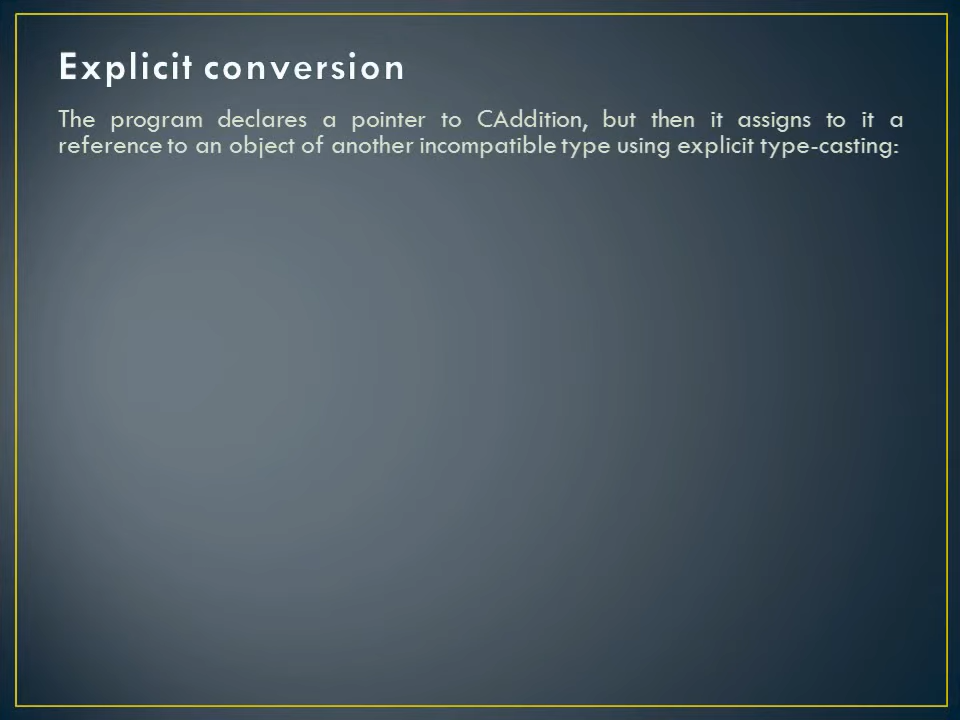 Explicit conversion
The program declares a pointer to CAddition, but then it assigns to it a
reference to an object of another incompatible type using explicit type-casting: